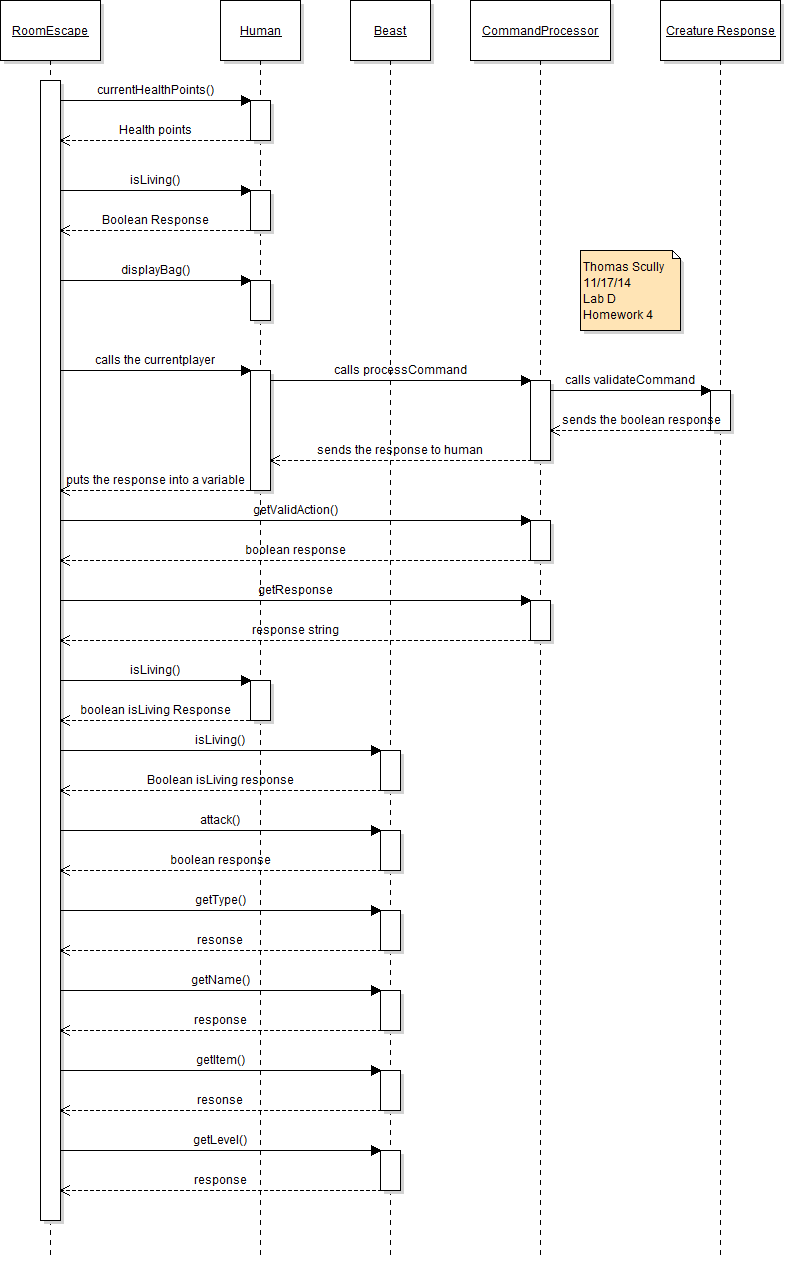 RoomEscape
Human
Beast
CommandProcessor
Creature Response
currentHealthPoints()
Health points
isLiving()
Boolean Response
displayBag()
Thomas Scully
11/17/14
Lab D
Homework 4
calls the currentplayer
calls processCommand
calls validateCommand
sends the boolean response
sends the response to human
puts the response into a variable
getValidAction()
boolean response
getResponse
response string
isLiving()
boolean isLiving Response
isLiving()
Boolean isLiving response
attack()
boolean response
getType()
resonse
getName()
response
getItem()
resonse
getLevel()
response